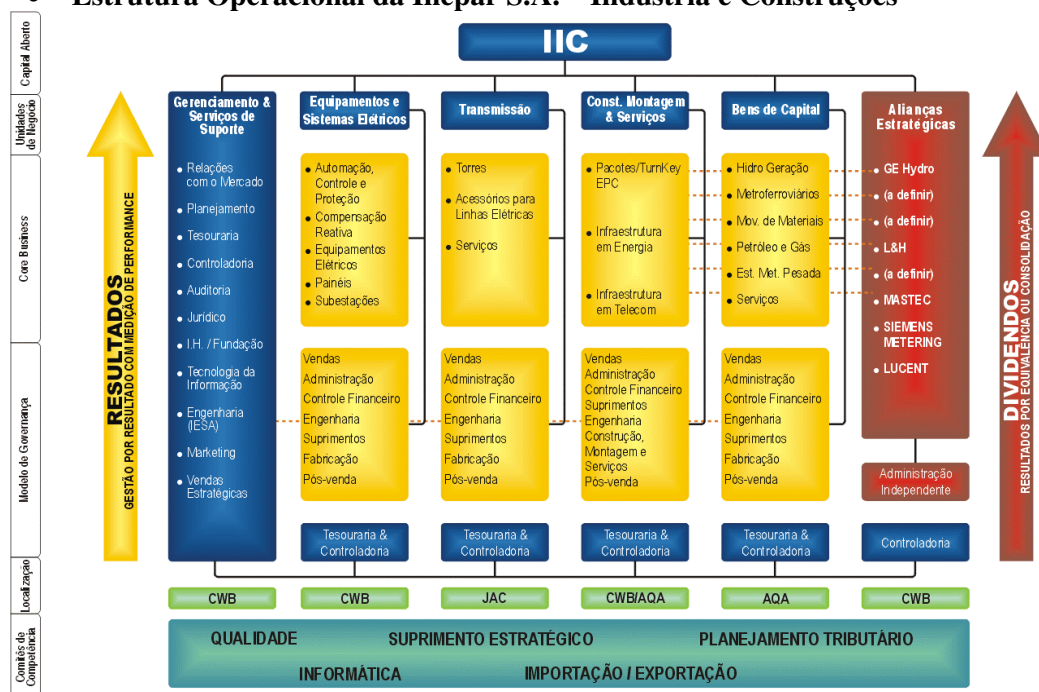 Estrutura Operacional da Inepar S.A. – Indústria e Construções
Capital Aberto
IIC
Unidades
de Negócio
Gerenciamento &
Serviços de
Suporte
Equipamentos e
Sistemas Elétricos
Transmissão
Const. Montagem
& Serviços
Bens de Capital
Alianças
Estratégicas
Core Business
• Relações
com o Mercado
• Planejamento
• Tesouraria
• Controladoria
• Auditoria
• Jurídico
• I.H. / Fundação
• Tecnologia da
Informação
• Engenharia
(IESA)
• Marketing
• Vendas
Estratégicas
• Automação,
Controle e
Proteção
• Compensação
Reativa
• Equipamentos
Elétricos
• Painéis
• Subestações
• Torres
• Acessórios para
Linhas Elétricas
• Serviços
• Pacotes/TurnKey
EPC
• Infraestrutura
em Energia
• Infraestrutura
em Telecom
• Hidro Geração
• Metroferroviários
• Mov. de Materiais
• Petróleo e Gás
• Est. Met. Pesada
• Serviços
• GE Hydro
• (a definir)
• (a definir)
• L&H
• (a definir)
• MASTEC
• SIEMENS
METERING
• LUCENT
RESULTADOS
GESTÃO POR RESULTADO COM MEDIÇÃO DE PERFORMANCE
DIVIDENDOS
RESULTADOS POR EQUIVALENCIA OU CONSOLIDAÇÃO
Modelo de Governança
Vendas
Administração
Controle Financeiro
Engenharia
Suprimentos
Fabricação
Pós-venda
Vendas
Administração
Controle Financeiro
Engenharia
Suprimentos
Fabricação
Pós-venda
Vendas
Administração
Controle Financeiro
Suprimentos
Engenharia
Construção,
Montagem e
Serviços
Pós-venda
Vendas
Administração
Controle Financeiro
Engenharia
Suprimentos
Fabricação
Pós-venda
Administração
Independente
Tesouraria &
Controladoria
Tesouraria &
Controladoria
Tesouraria &
Controladoria
Tesouraria &
Controladoria
Controladoria
Localização
CWB
CWB
JAC
CWB/AQA
AQA
CWB
Comitês de
Competência
QUALIDADE
SUPRIMENTO ESTRATÉGICO
PLANEJAMENTO TRIBUTÁRIO
INFORMÁTICA
IMPORTAÇÃO / EXPORTAÇÃO